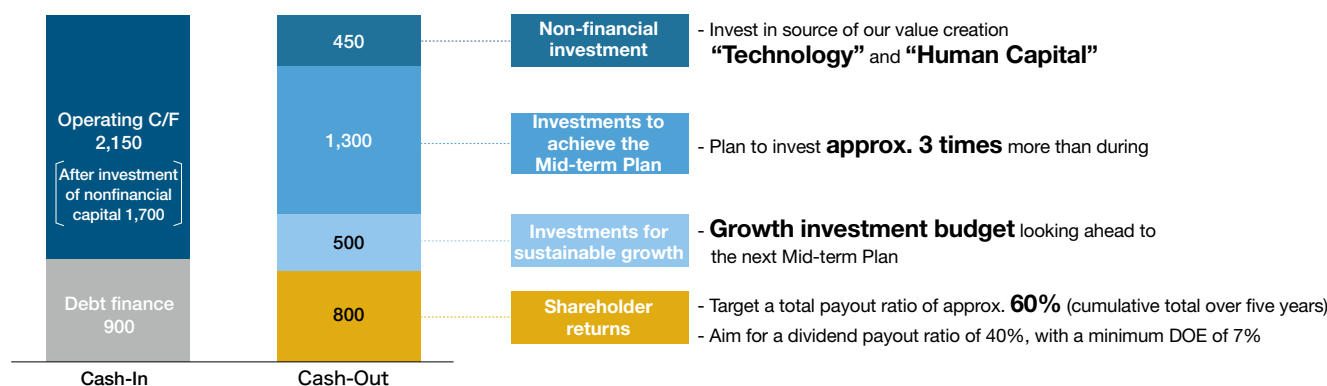 Operating C/F
2,150
After investment
of nonfinancial
capital 1,700
Debt finance
900
Cash-In
450
1,300
500
800
Cash-Out
Non-financial
investment
- Invest in source of our value creation
“Technology” and “Human Capital”
Investments to
achieve the
Mid-term Plan
- Plan to invest approx. 3 times more than during
Investments for
sustainable growth
- Growth investment budget looking ahead to
the next Mid-term Plan
Shareholder
returns
- Target a total payout ratio of approx. 60% (cumulative total over five years)
- Aim for a dividend payout ratio of 40%, with a minimum DOE of 7%